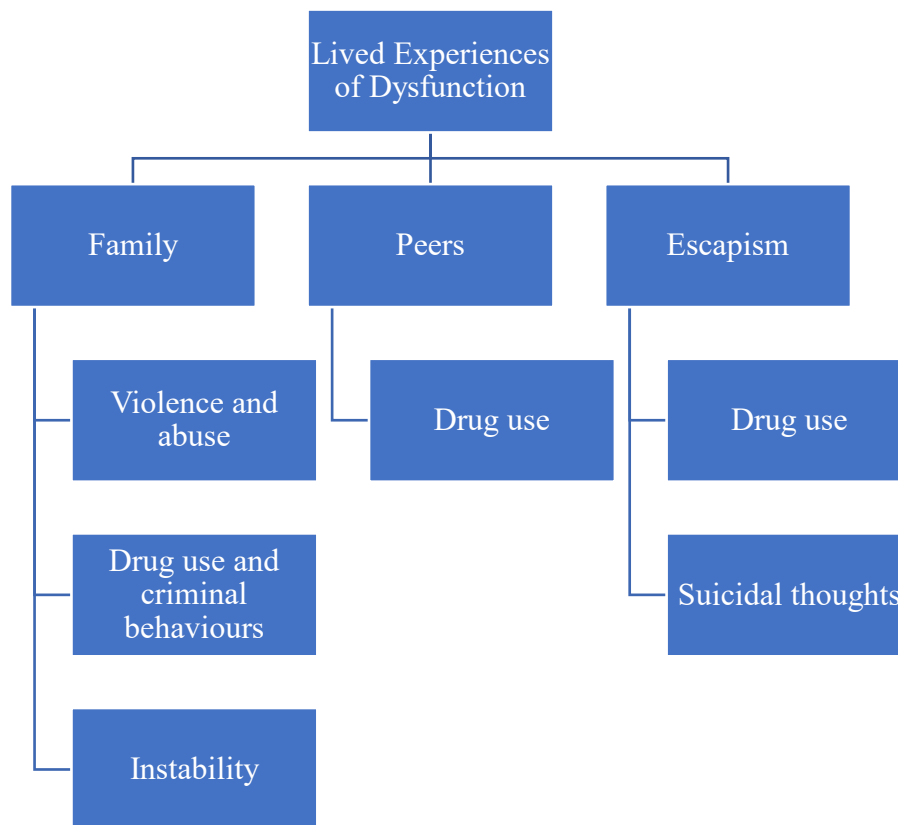 Lived Experiences
of Dysfunction
Family
Peers
Escapism
Violence and
abuse
Drug use
Drug use
Drug use and
criminal
behaviours
Suicidal thoughts
Instability